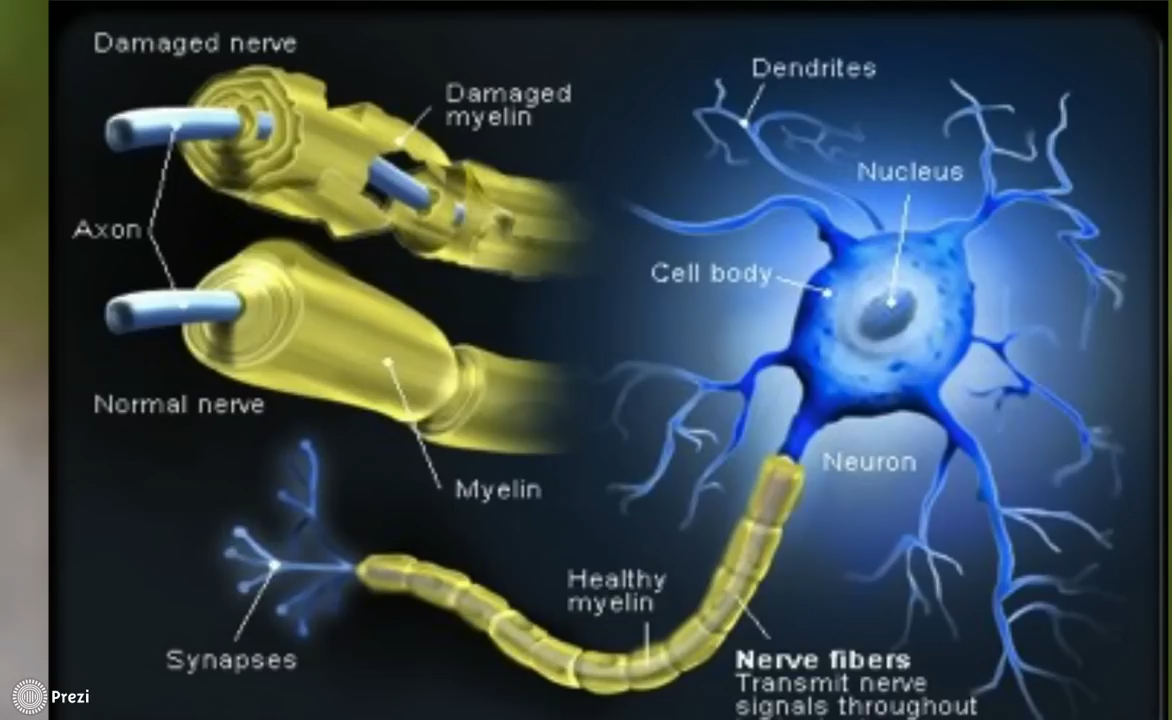 Damaged nerve
Damaged
myelin
Axon
Normal nerve
Myelin
Dendrites
Nucleus
Cell body
Neuron
Healthy
myelin
Synapses
Nerve fibers
Transmit nerve
signals throughout
Prezi